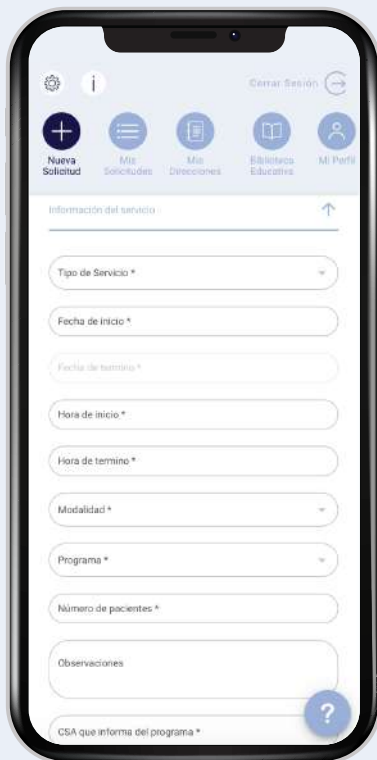 i
Cerrar Sesión
Nueva Solicitud
Mis Solicitudes
Mis Direcciones
Biblioteca Educativa
Mi Perfil
Información del servicio
Tipo de Servicio *
Fecha de inicio *
Fecha de termino *
Hora de inicio *
Hora de termino *
Modalidad *
Programa *
Número de pacientes *
Observaciones
?
CSA que informa del programa *